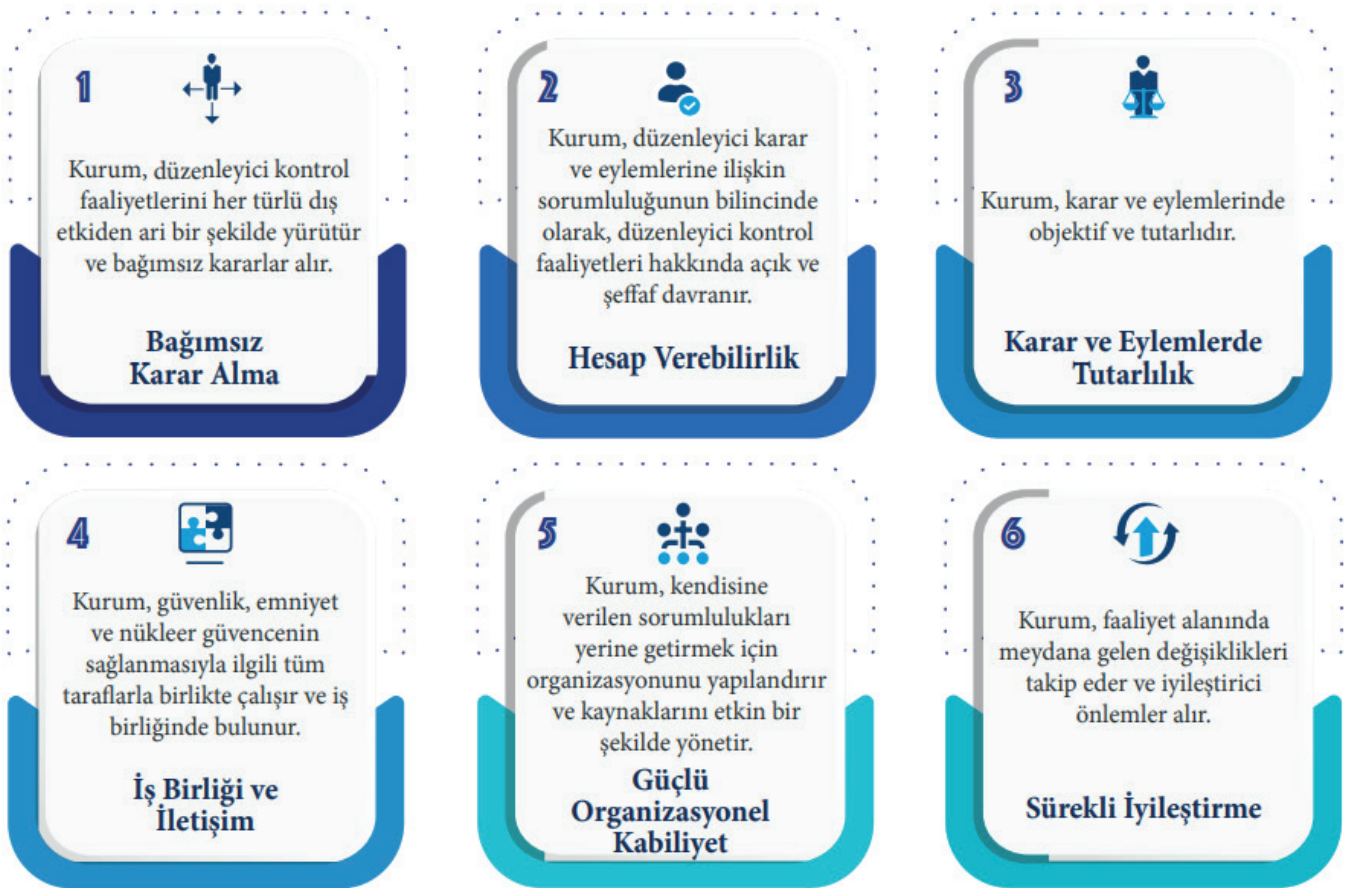 1
Kurum, düzenleyici kontrol
faaliyetlerini her türlü dış
etkiden ari bir şekilde yürütür
ve bağımsız kararlar alır.
Bağımsız
Karar Alma
2
Kurum, düzenleyici karar
ve eylemlerine ilişkin
sorumluluğunun bilincinde
olarak, düzenleyici kontrol
faaliyetleri hakkında açık ve
şeffaf davranır.
Hesap Verebilirlik
3
Kurum, karar ve eylemlerinde
objektif ve tutarlıdır.
Karar ve Eylemlerde
Tutarlılık
4
Kurum, güvenlik, emniyet
ve nükleer güvencenin
sağlanmasıyla ilgili tüm
taraflarla birlikte çalışır ve iş
birliğinde bulunur.
İş Birliği ve
İletişim
5
Kurum, kendisine
verilen sorumlulukları
yerine getirmek için
organizasyonunu yapılandırır
ve kaynaklarını etkin bir
şekilde yönetir.
Güçlü
Organizasyonel
Kabiliyet
6
Kurum, faaliyet alanında
meydana gelen değişiklikleri
takip eder ve iyileştirici
önlemler alır.
Sürekli İyileştirme